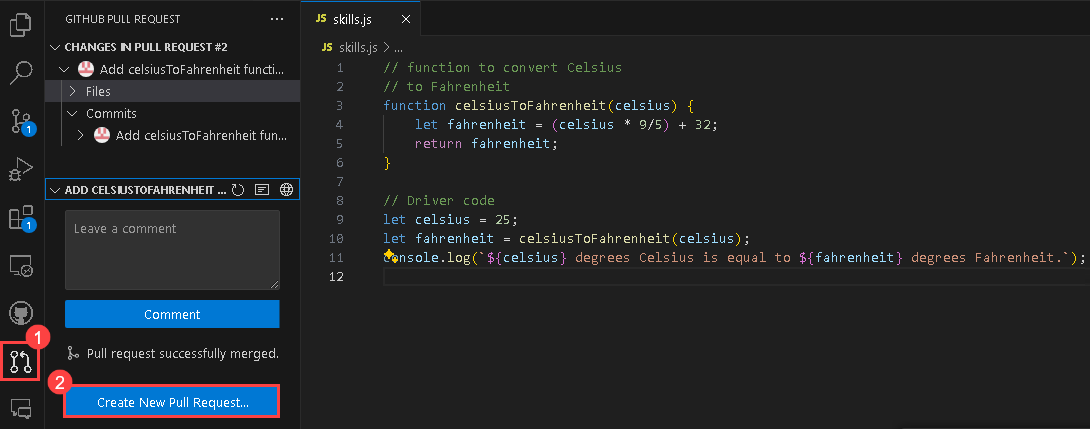 GITHUB PULL REQUEST ...
CHANGES IN PULL REQUEST #2
Add celsiusToFahrenheit functi...
Files
Commits
Add celsiusToFahrenheit fun...
1
1
ADD CELSIUSTOFAHRENHEIT ...
Leave a comment
Comment
1
Pull request successfully merged.
2
Create New Pull Request...
JS skills.js
JS skills.js > ...
1 // function to convert Celsius
2 // to Fahrenheit
3 function celsiusToFahrenheit(celsius) {
4 let fahrenheit = (celsius * 9/5) + 32;
5 return fahrenheit;
6 }
7
8 // Driver code
9 let celsius = 25;
10 let fahrenheit = celsiusToFahrenheit(celsius);
11 console.log(`${celsius} degrees Celsius is equal to ${fahrenheit} degrees Fahrenheit.`);
12